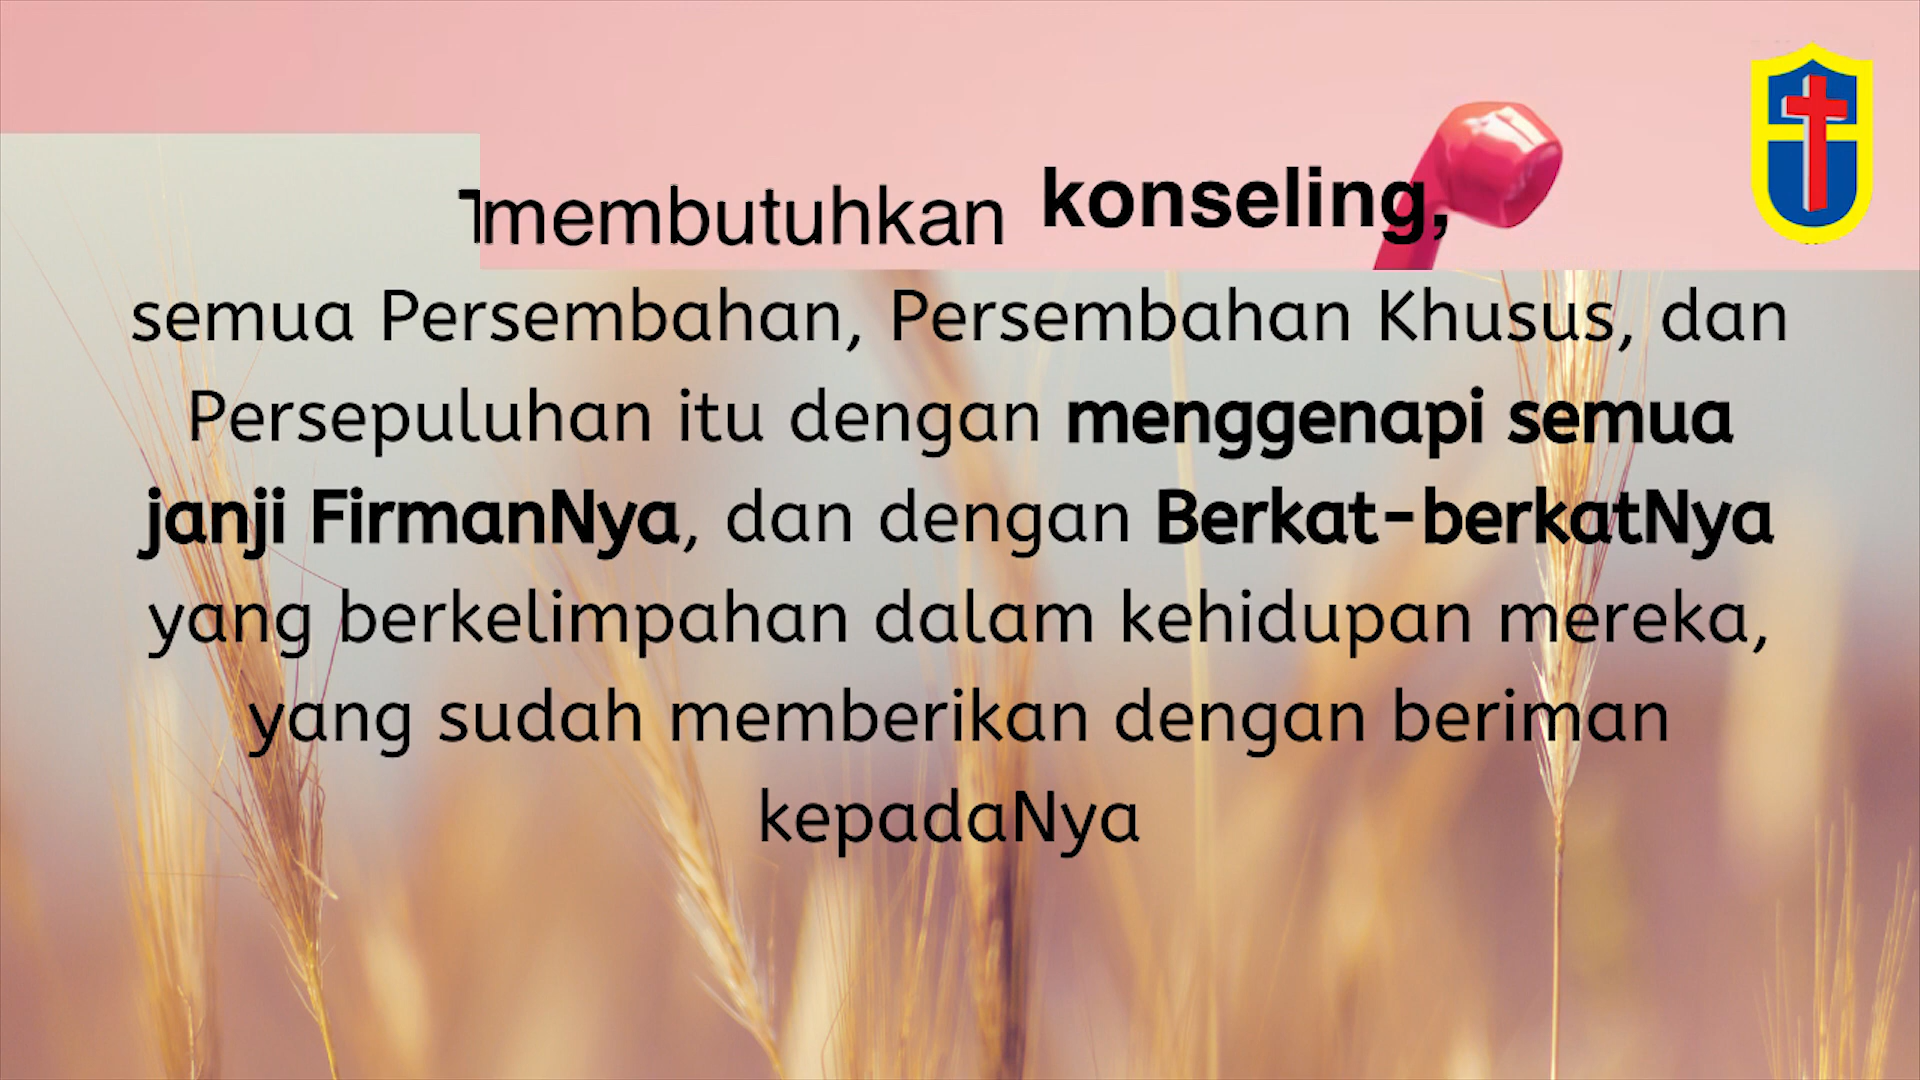 membutuhkan konseling,
semua Persembahan, Persembahan Khusus, dan
Persepuluhan itu dengan menggenapi semua
janji FirmanNya, dan dengan Berkat-berkatNya
yang berkelimpahan dalam kehidupan mereka,
yang sudah memberikan dengan beriman
kepadaNya